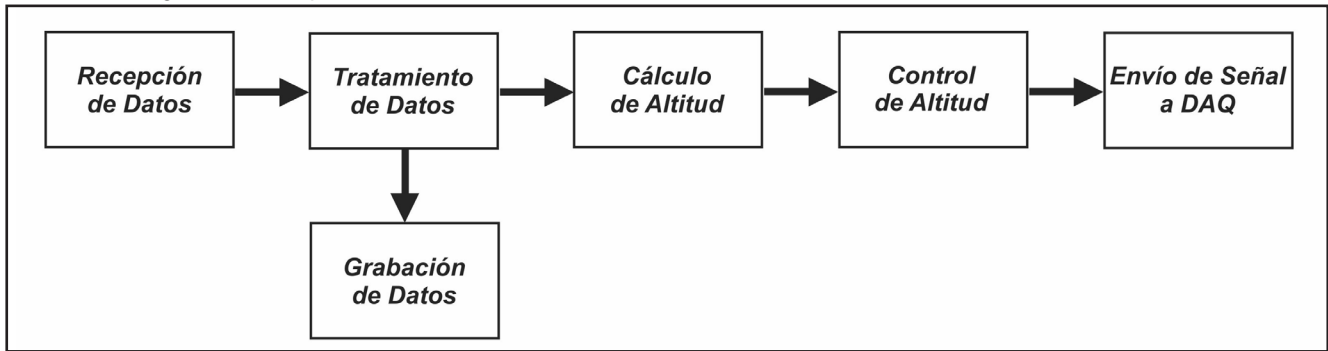 Recepción
de Datos
Tratamiento
de Datos
Cálculo
de Altitud
Control
de Altitud
Envío de Señal
a DAQ
Grabación
de Datos